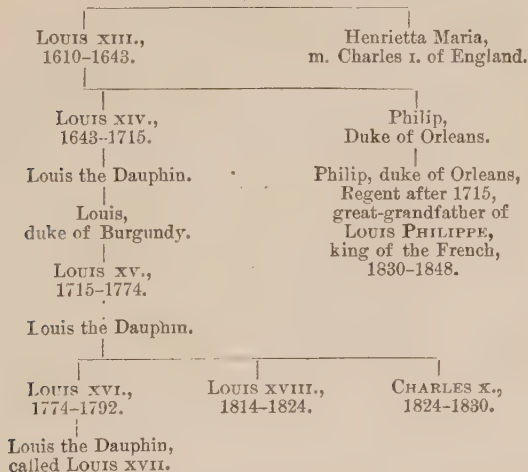 LOUIS XIII., Henrietta Maria,
1610-1643. m. Charles I. of England.
LOUIS XIV., Philip,
1643-1715. Duke of Orleans.
Louis the Dauphin. Philip, duke of Orleans,
Louis, Regent after 1715,
duke of Burgundy. great-grandfather of
LOUIS XV., LOUIS PHILIPPE,
1715-1774. king of the French,
1830-1848.
Louis the Dauphin.
LOUIS XVI., LOUIS XVIII., CHARLES X.,
1774-1792. 1814-1824. 1824-1830.
Louis the Dauphin,
called LOUIS XVII.